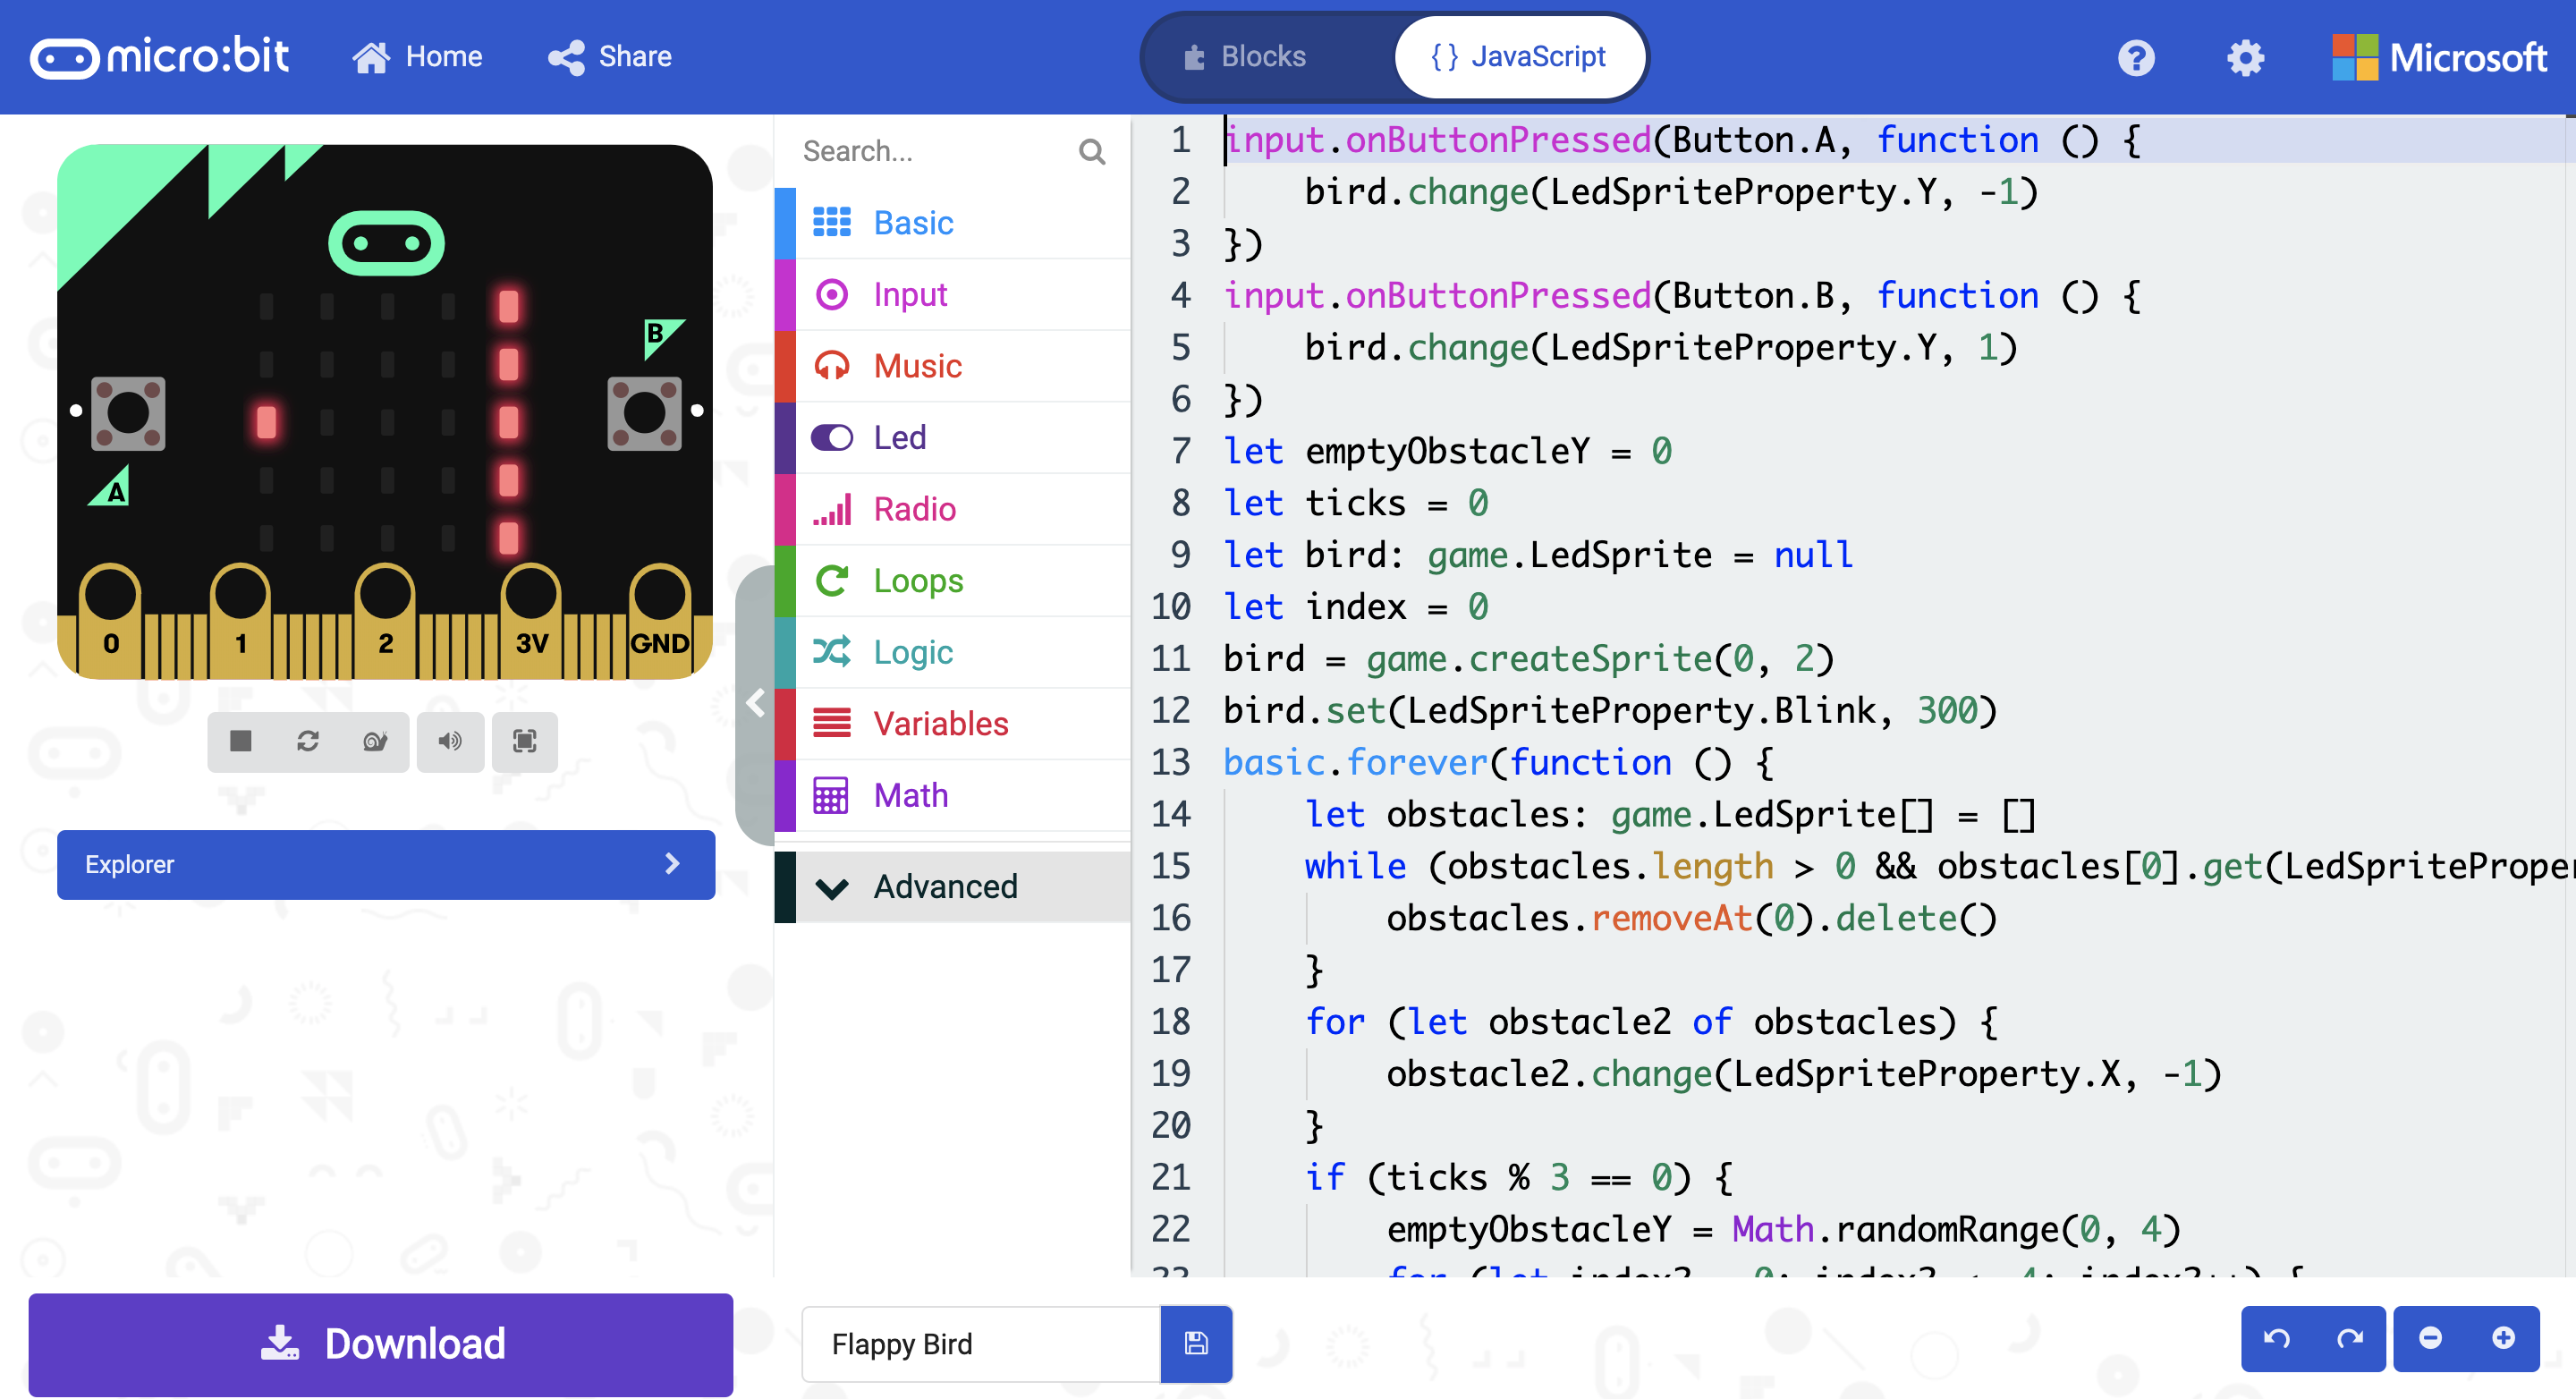 micro:bit
Home
Share
Blocks
{ } JavaScript
?
Microsoft
B
A
0
1
2
3V
GND
Explorer
Download
Search...
Basic
Input
Music
Led
Radio
Loops
Logic
Variables
Math
Advanced
1 input.onButtonPressed(Button.A, function () {
2     bird.change(LedSpriteProperty.Y, -1)
3 })
4 input.onButtonPressed(Button.B, function () {
5     bird.change(LedSpriteProperty.Y, 1)
6 })
7 let emptyObstacleY = 0
8 let ticks = 0
9 let bird: game.LedSprite = null
10 let index = 0
11 bird = game.createSprite(0, 2)
12 bird.set(LedSpriteProperty.Blink, 300)
13 basic.forever(function () {
14     let obstacles: game.LedSprite[] = []
15     while (obstacles.length > 0 && obstacles[0].get(LedSpritePrope
16         obstacles.removeAt(0).delete()
17     }
18     for (let obstacle2 of obstacles) {
19         obstacle2.change(LedSpriteProperty.X, -1)
20     }
21     if (ticks % 3 == 0) {
22         emptyObstacleY = Math.randomRange(0, 4)
Flappy Bird